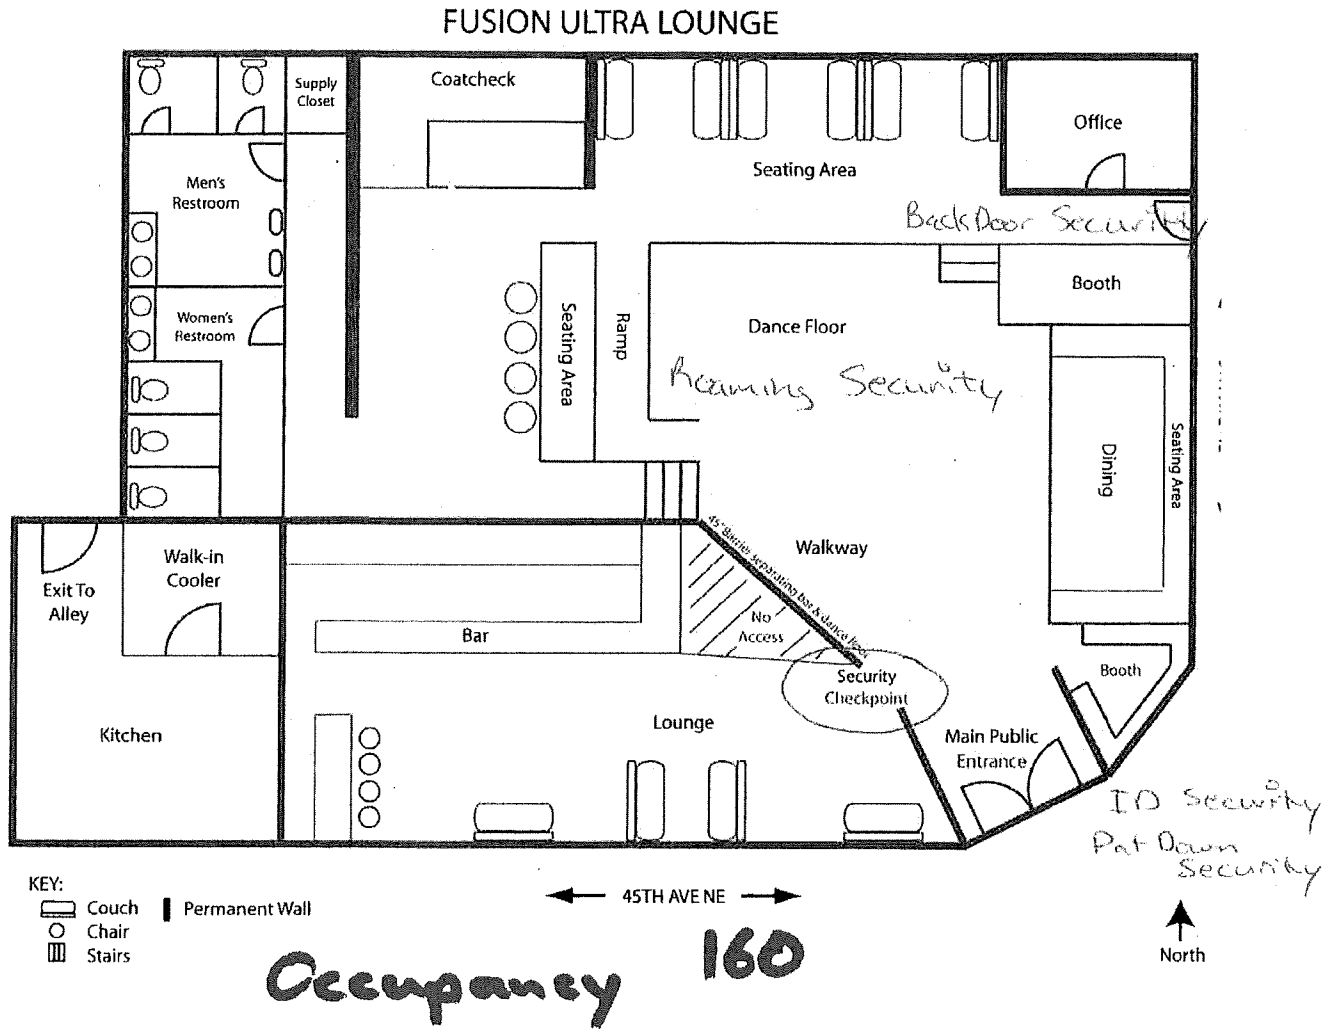 FUSION ULTRA LOUNGE
Supply
Closet
Coatcheck
Seating Area
Office
Men's
Restroom
BackDoor Security
Women's
Restroom
Seating Area
Ramp
Dance Floor
Booth
Roaming Security
Dining
Seating Area
Exit To
Alley
Walk-in
Cooler
45" Barrier separating bar & dance floor
Walkway
No
Access
Bar
Security
Checkpoint
Booth
Kitchen
Lounge
Main Public
Entrance
ID Security
Pat Down
Security
KEY:
Couch
Permanent Wall
Chair
Stairs
45TH AVE NE
North
Occupancy 160